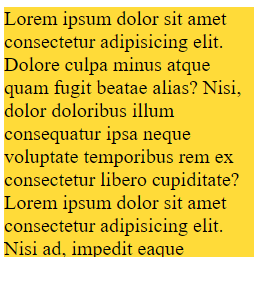 Lorem ipsum dolor sit amet
consectetur adipisicing elit.
Dolore culpa minus atque
quam fugit beatae alias? Nisi,
dolor doloribus illum
consequatur ipsa neque
voluptate temporibus rem ex
consectetur libero cupiditate?
Lorem ipsum dolor sit amet
consectetur adipisicing elit.
Nisi ad, impedit eaque